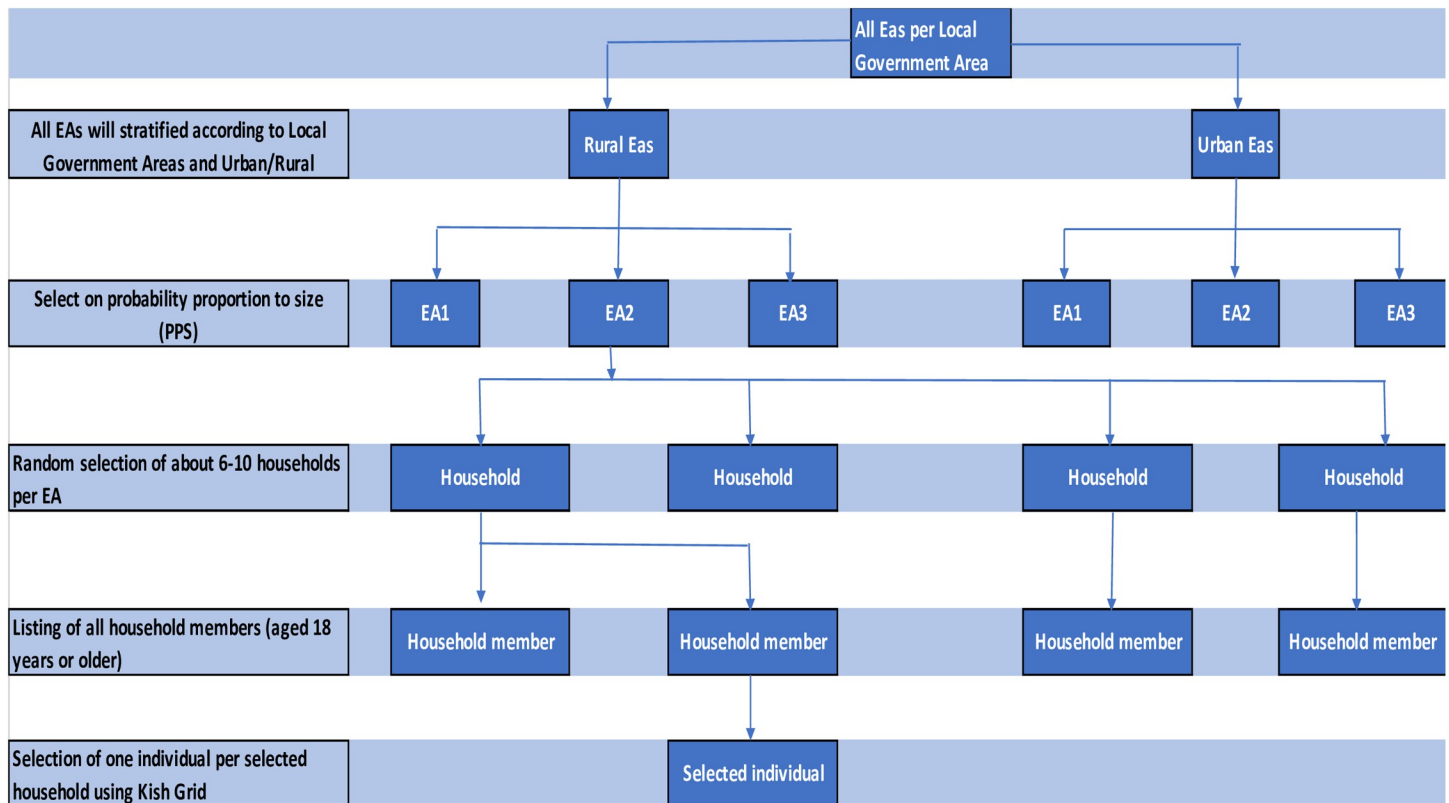 All Eas per Local
Government Area
All EAs will stratified according to Local
Government Areas and Urban/Rural
Rural Eas
Urban Eas
Select on probability proportion to size
(PPS)
EA1
EA2
EA3
EA1
EA2
EA3
Random selection of about 6-10 households
per EA
Household
Household
Household
Household
Listing of all household members (aged 18
years or older)
Household member
Household member
Household member
Household member
Selection of one individual per selected
household using Kish Grid
Selected individual